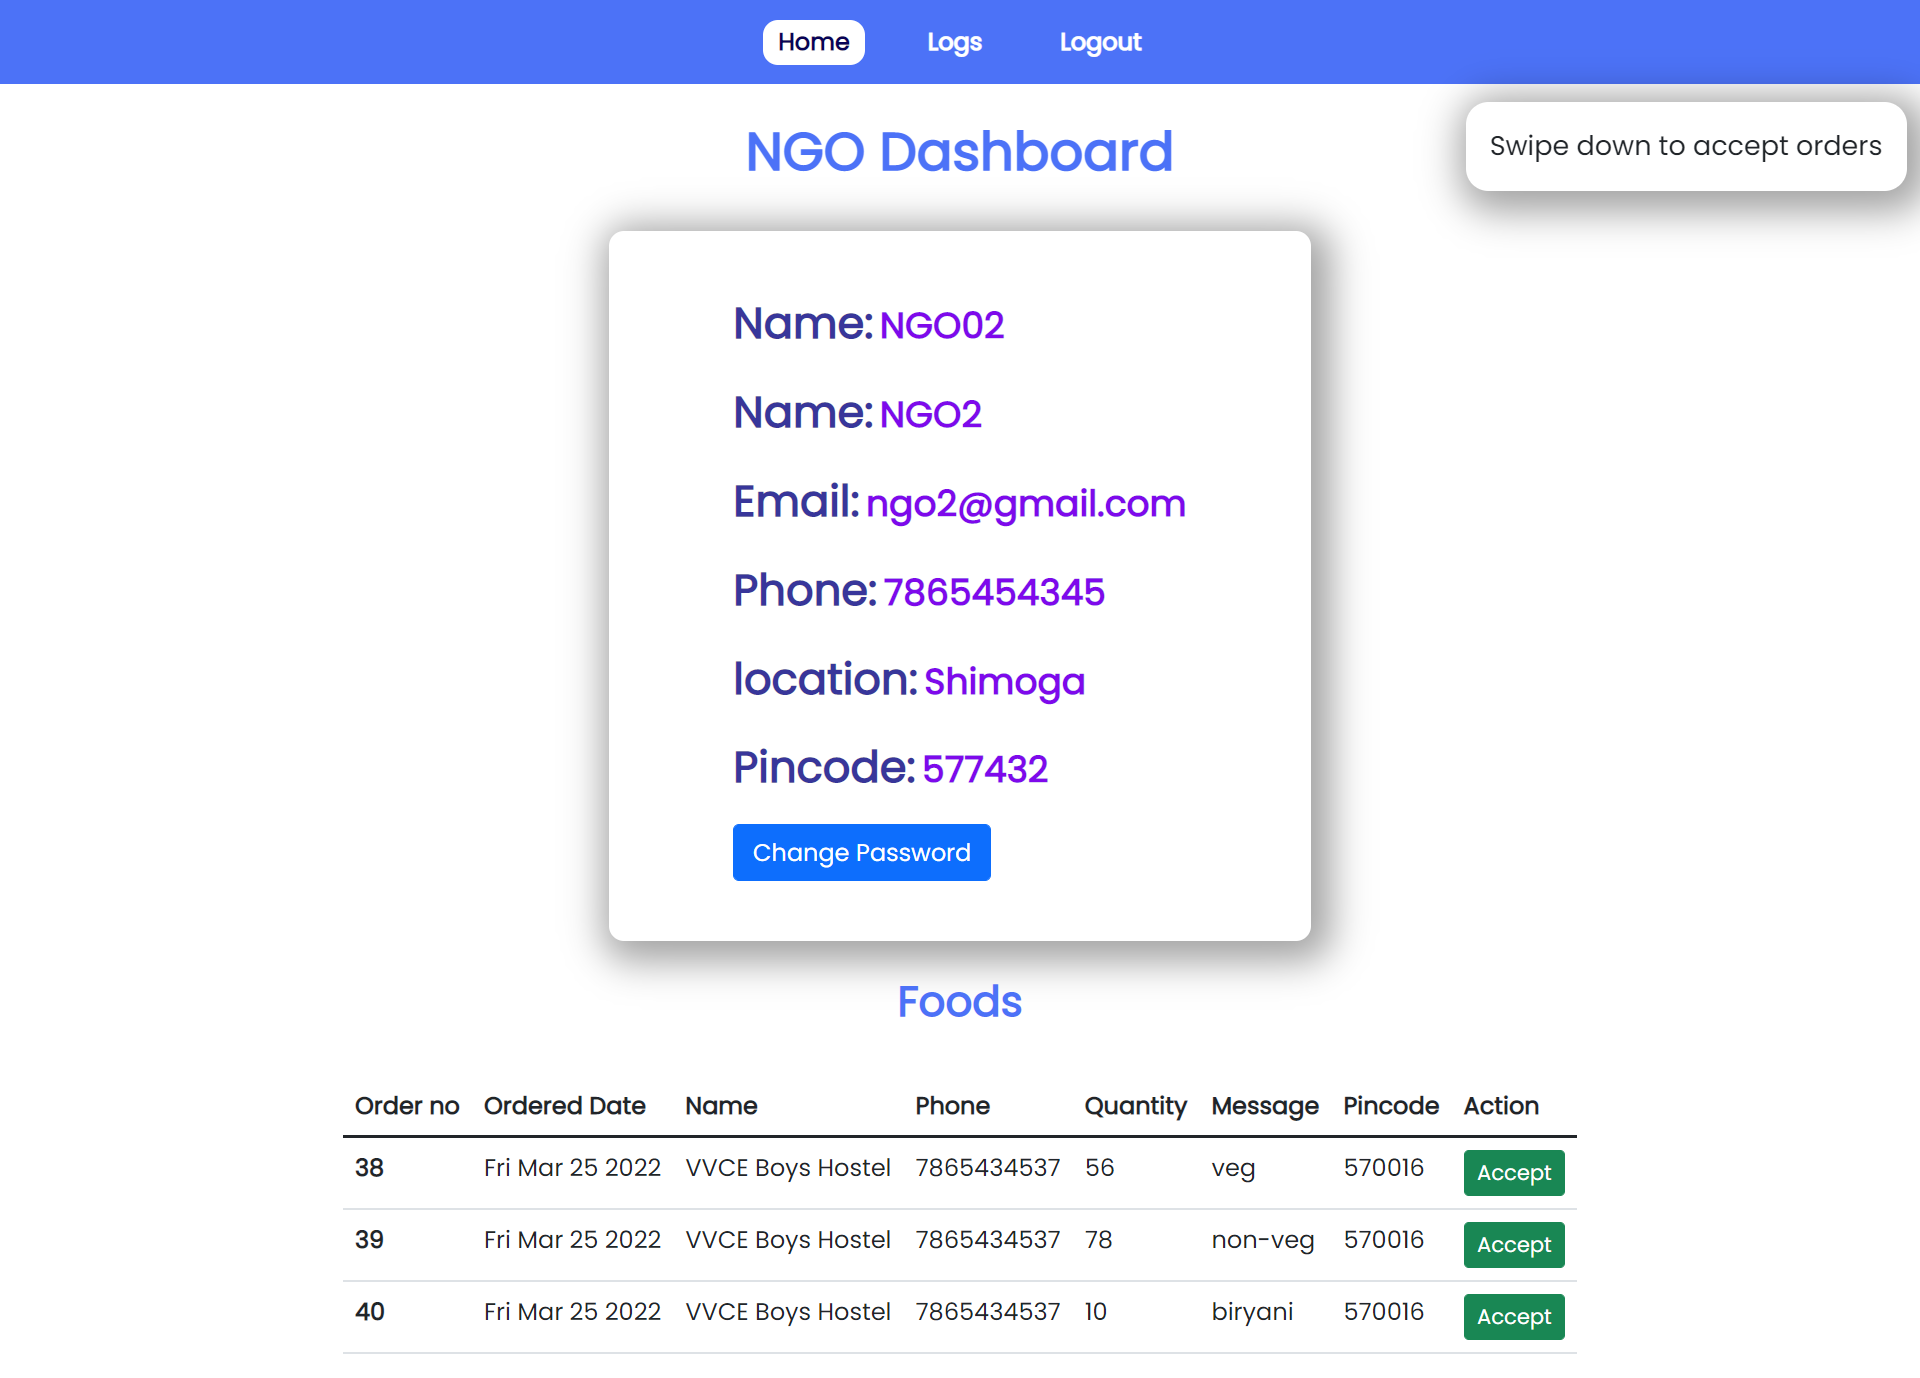 Home Logs Logout
NGO Dashboard
Swipe down to accept orders
Name: NGO02
Name: NGO2
Email: ngo2@gmail.com
Phone: 7865454345
location: Shimoga
Pincode: 577432
Change Password
Foods
Order no Ordered Date Name Phone Quantity Message Pincode Action
38 Fri Mar 25 2022 VVCE Boys Hostel 7865434537 56 veg 570016 Accept
39 Fri Mar 25 2022 VVCE Boys Hostel 7865434537 78 non-veg 570016 Accept
40 Fri Mar 25 2022 VVCE Boys Hostel 7865434537 10 biryani 570016 Accept